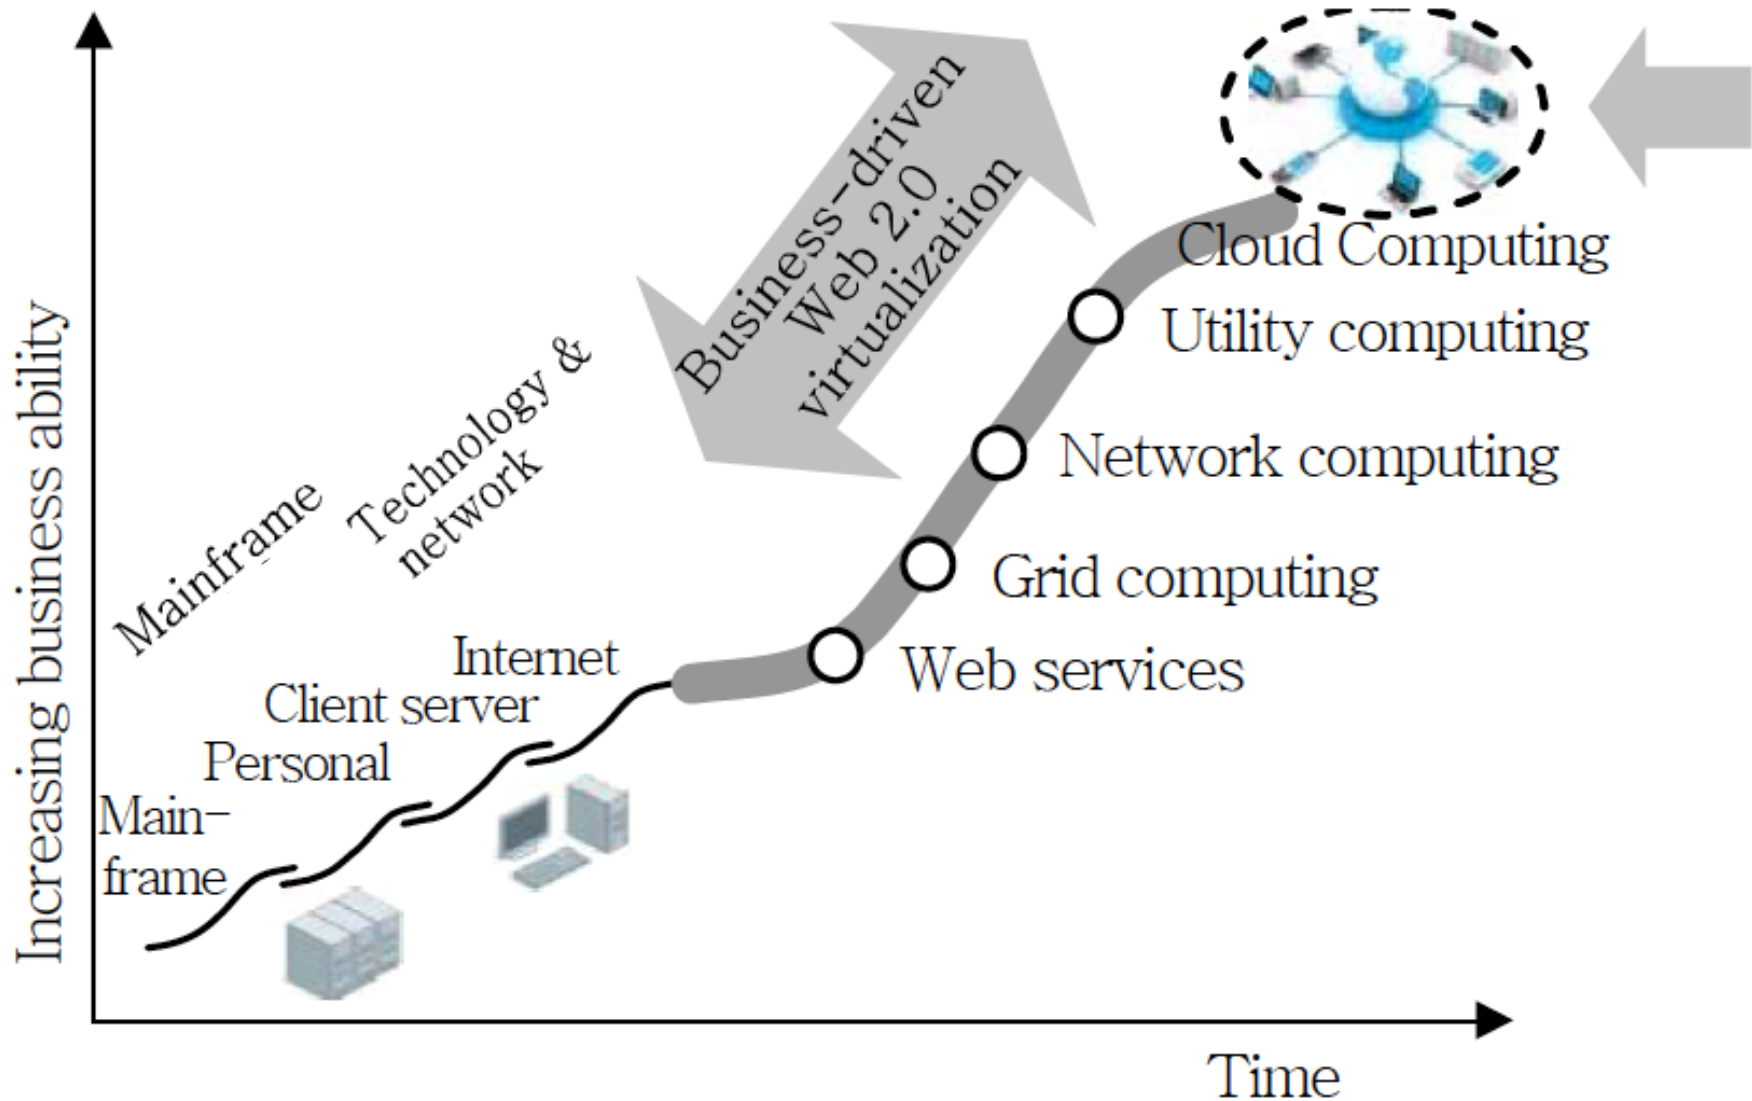 Increasing business ability
Mainframe
Technology &
network
Business-driven
Web 2.0
virtualization
Cloud Computing
Utility computing
Network computing
Grid computing
Web services
Internet
Client server
Personal
Main-
frame
Time